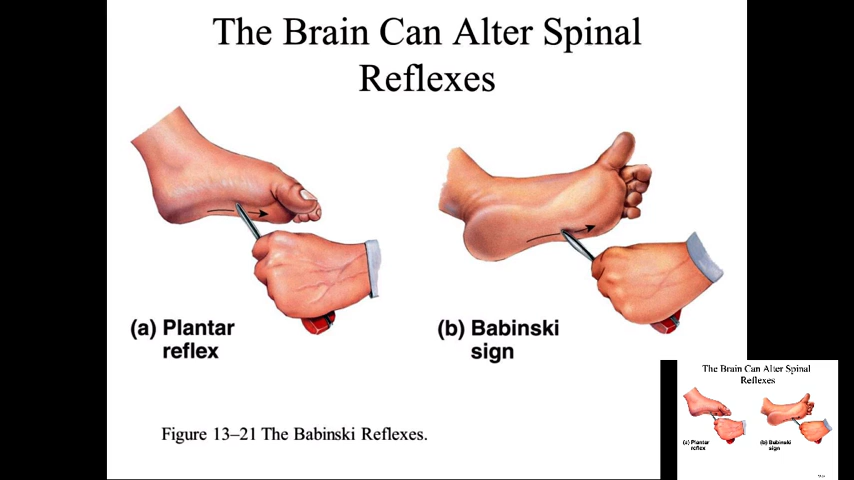 The Brain Can Alter Spinal
Reflexes
(a) Plantar
reflex
(b) Babinski
sign
Figure 13–21 The Babinski Reflexes.
The Brain Can Alter Spinal
Reflexes
(a) Plantar
reflex
(b) Babinski
sign